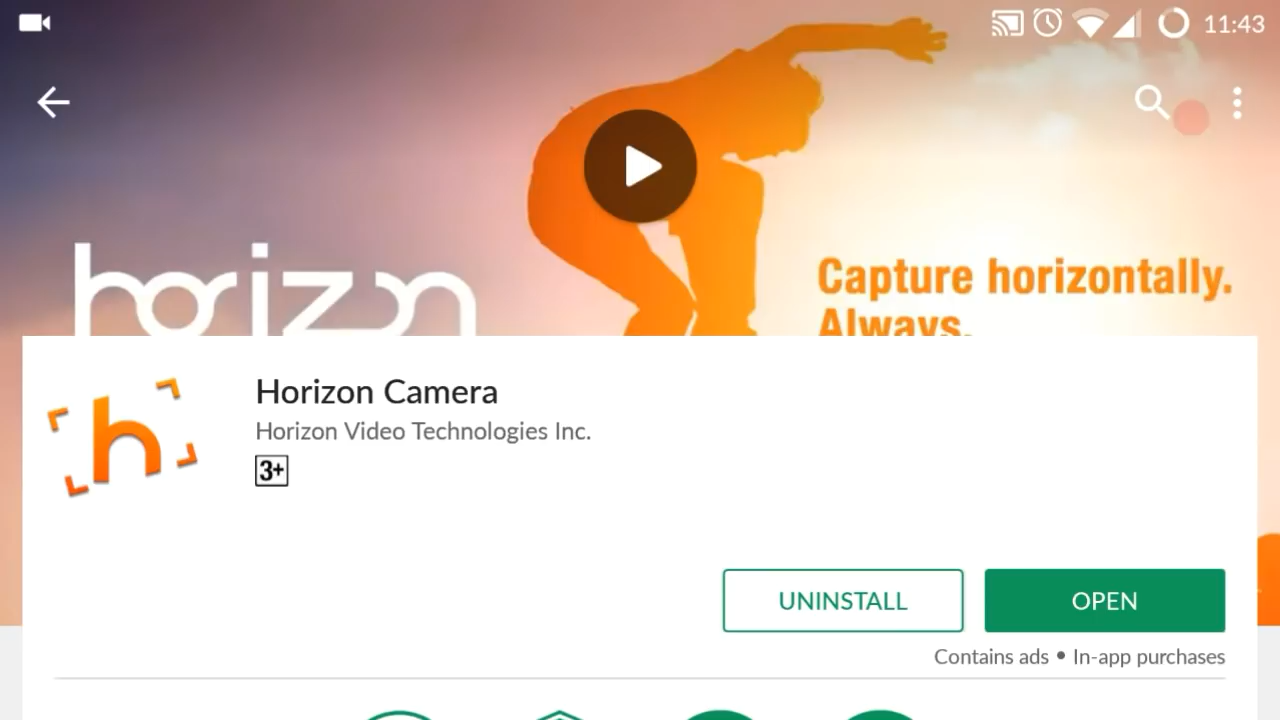 11:43
horizon
Capture horizontally.
Always.
h
Horizon Camera
Horizon Video Technologies Inc.
3+
UNINSTALL
OPEN
Contains ads • In-app purchases